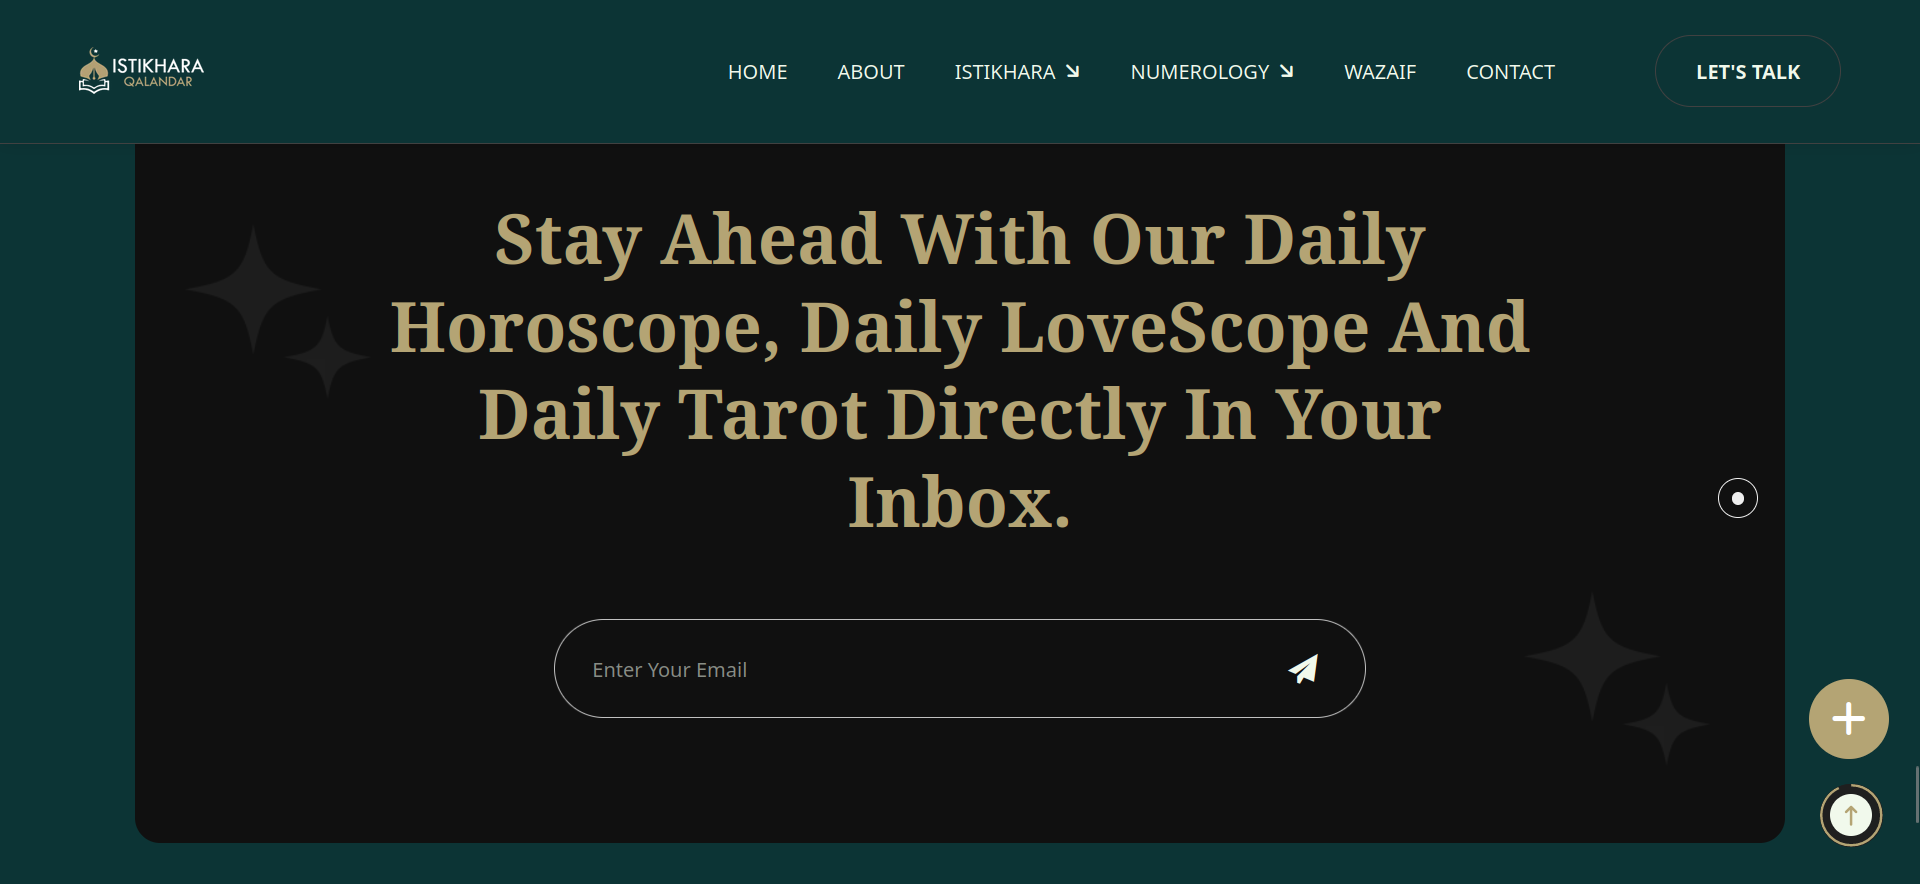 ISTIKHARA
QALANDAR
HOME ABOUT ISTIKHARA NUMEROLOGY WAZAIF CONTACT LET'S TALK
Stay Ahead With Our Daily
Horoscope, Daily LoveScope And
Daily Tarot Directly In Your
Inbox.
Enter Your Email